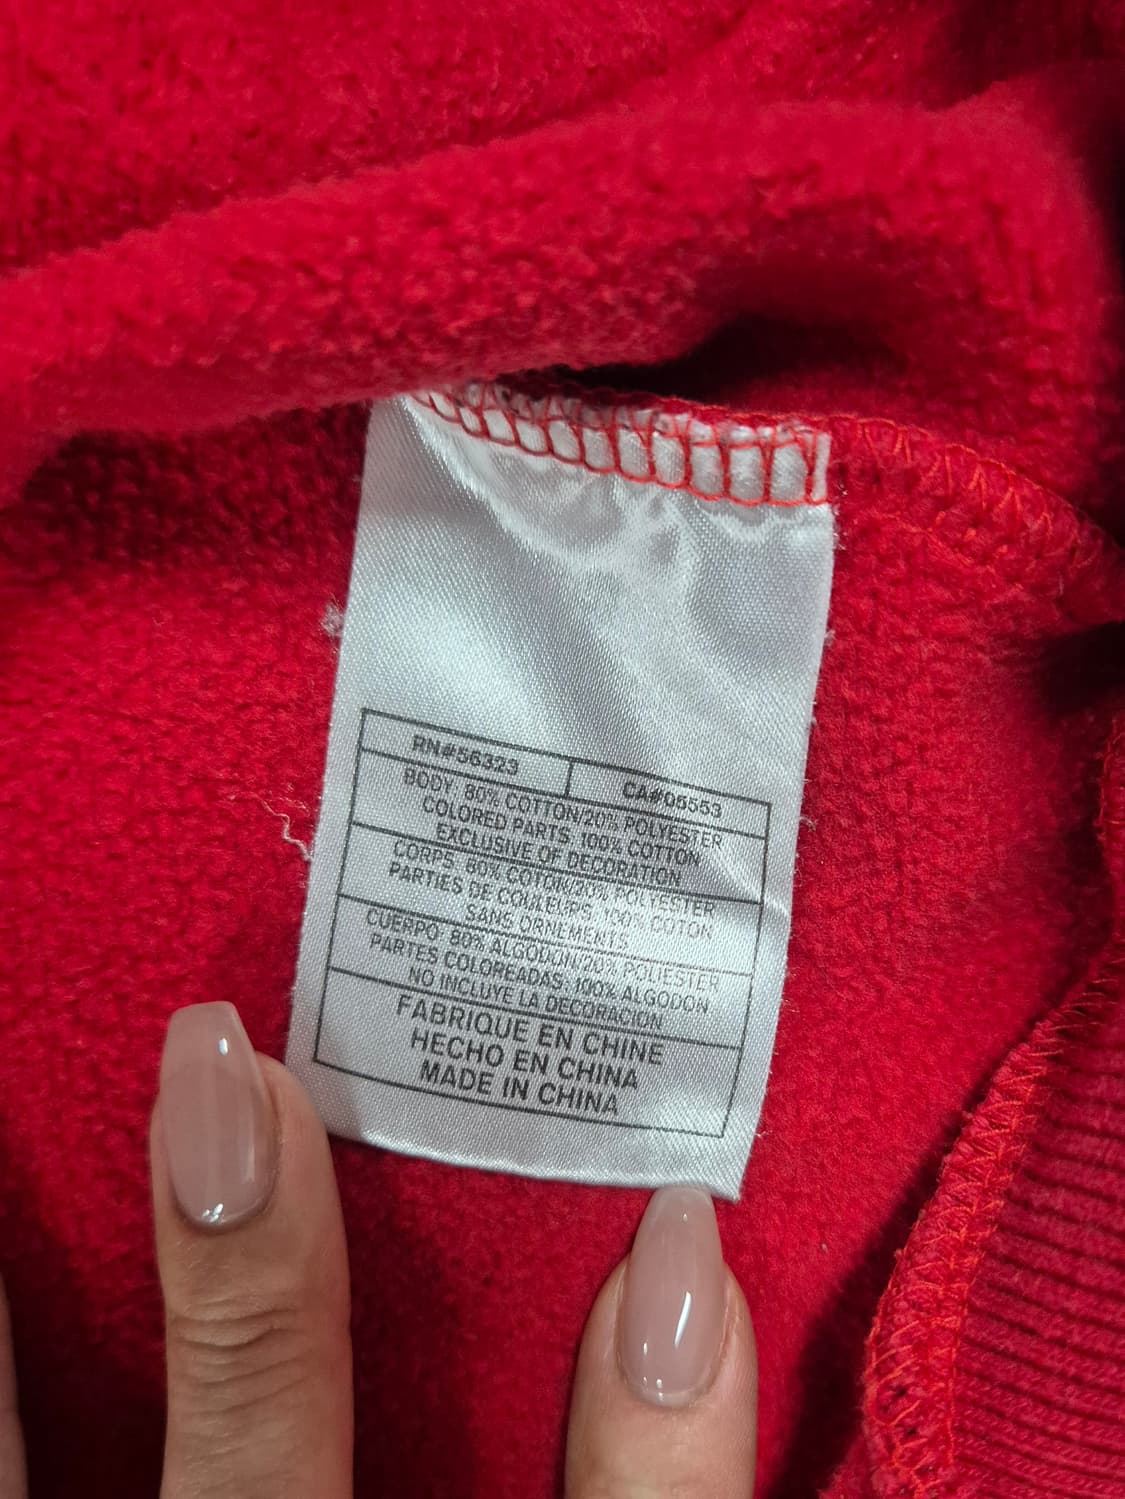 RN#56323
CA#05553
BODY: 80% COTTON/20% POLYESTER
COLORED PARTS: 100% COTTON
EXCLUSIVE OF DECORATION
CORPS: 80% COTON/20% POLYESTER
PARTIES DE COULEURS: 100% COTON
SANS ORNEMENTS
CUERPO: 80% ALGODON/20% POLIESTER
PARTES COLOREADAS: 100% ALGODON
NO INCLUYE LA DECORACION
FABRIQUE EN CHINE
HECHO EN CHINA
MADE IN CHINA